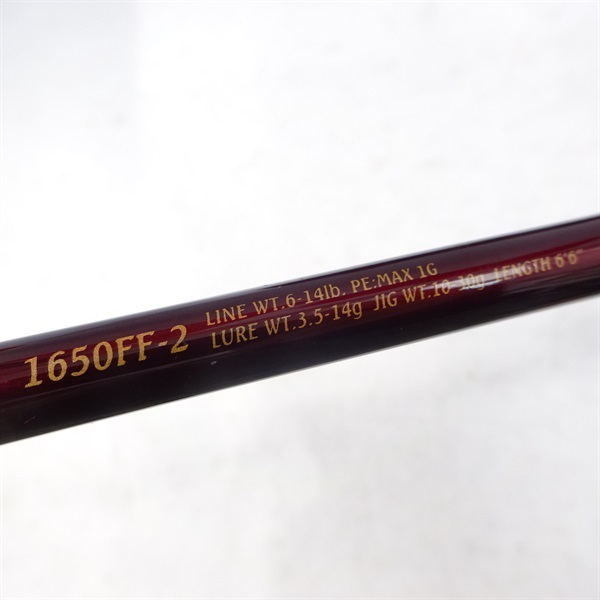 1650FF-2
LINE WT.6-14lb. PE:MAX 1G
LURE WT.3.5-14g JIG WT.10-30g LENGTH 6'6"